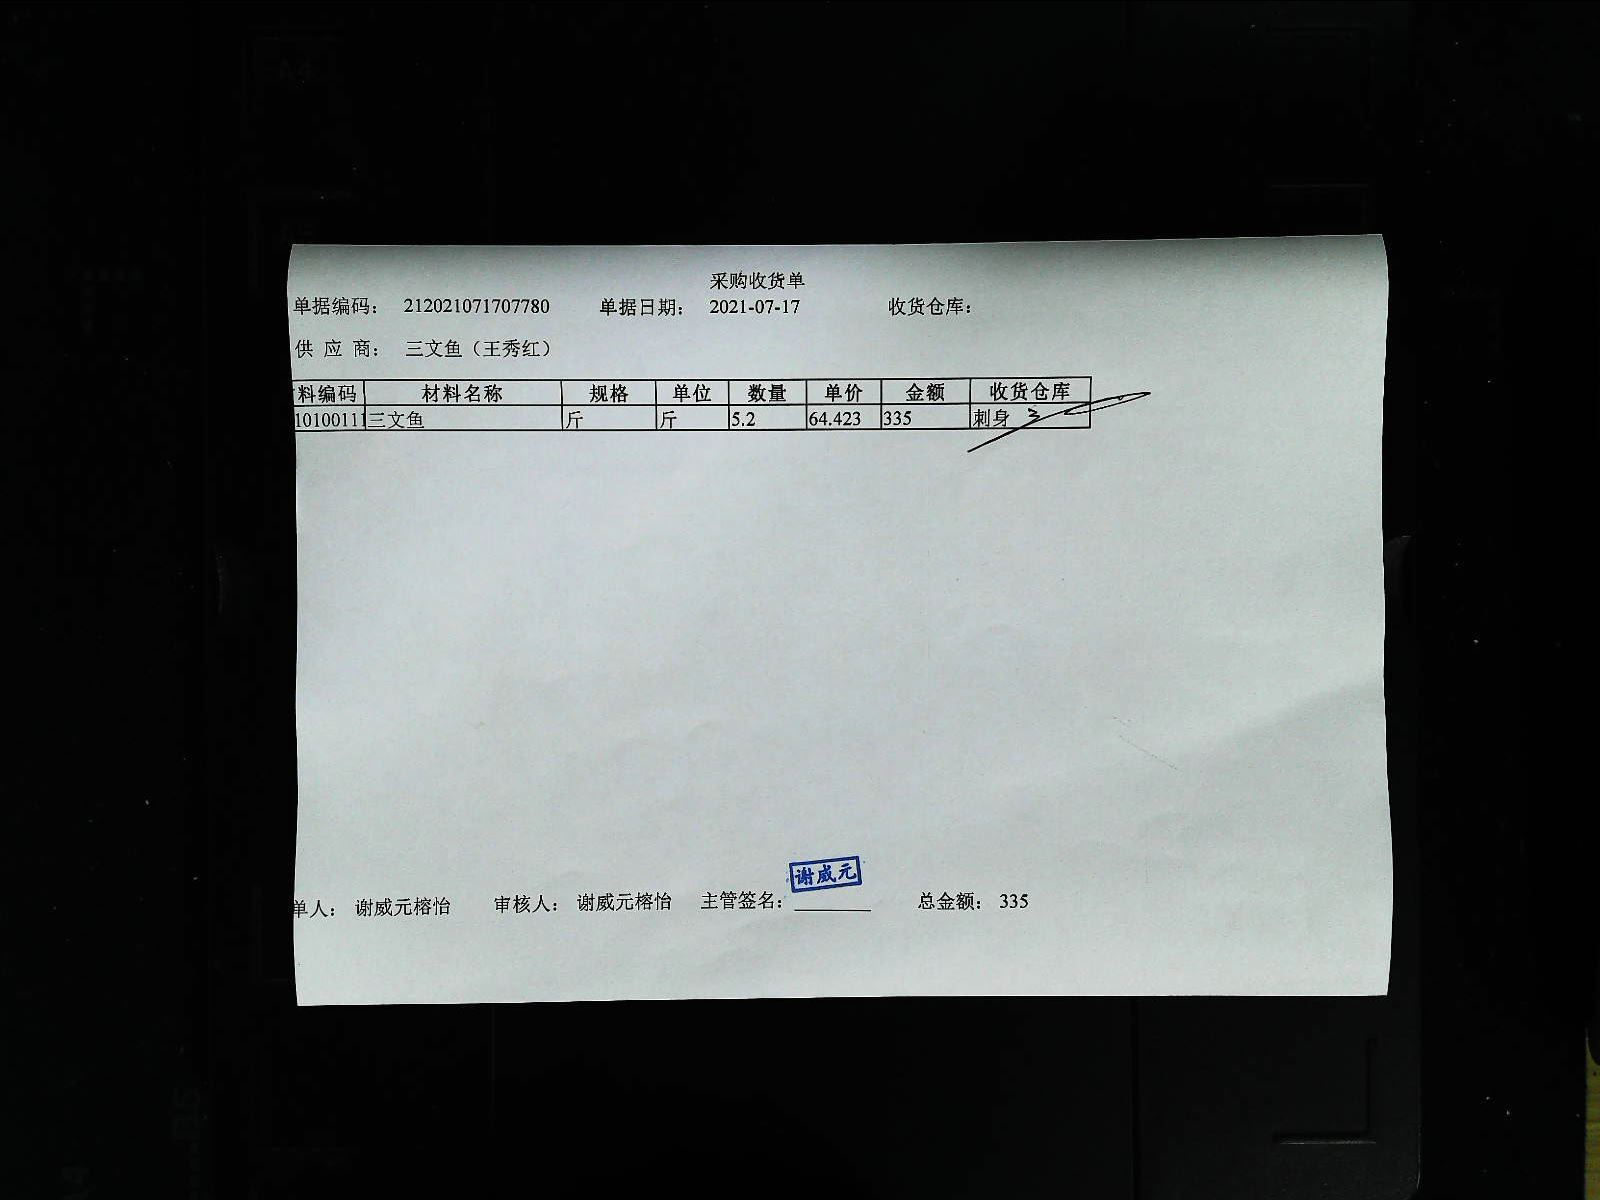 采购收货单
单据编码： 212021071707780 单据日期： 2021-07-17 收货仓库：
供 应 商： 三文鱼（王秀红）
料编码 材料名称 规格 单位 数量 单价 金额 收货仓库
10100111 三文鱼 斤 斤 5.2 64.423 335 刺身
谢威元
单人： 谢威元榕怡 审核人： 谢威元榕怡 主管签名： 总金额： 335